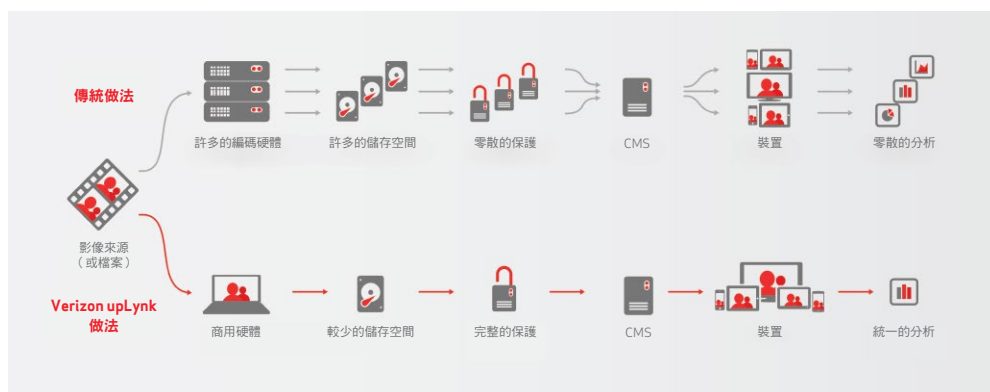 傳統做法
許多的編碼硬體
許多的儲存空間
零散的保護
CMS
裝置
零散的分析
影像來源
（或檔案）
Verizon upLynk
做法
商用硬體
較少的儲存空間
完整的保護
CMS
裝置
統一的分析